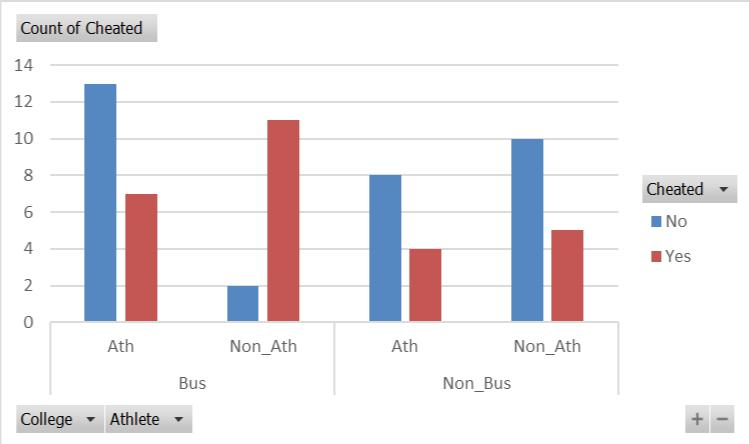 Count of Cheated
14
12
10
8
6
4
2
0
Ath Non_Ath Ath Non_Ath
Bus Non_Bus
Cheated
No
Yes
College Athlete
+ −